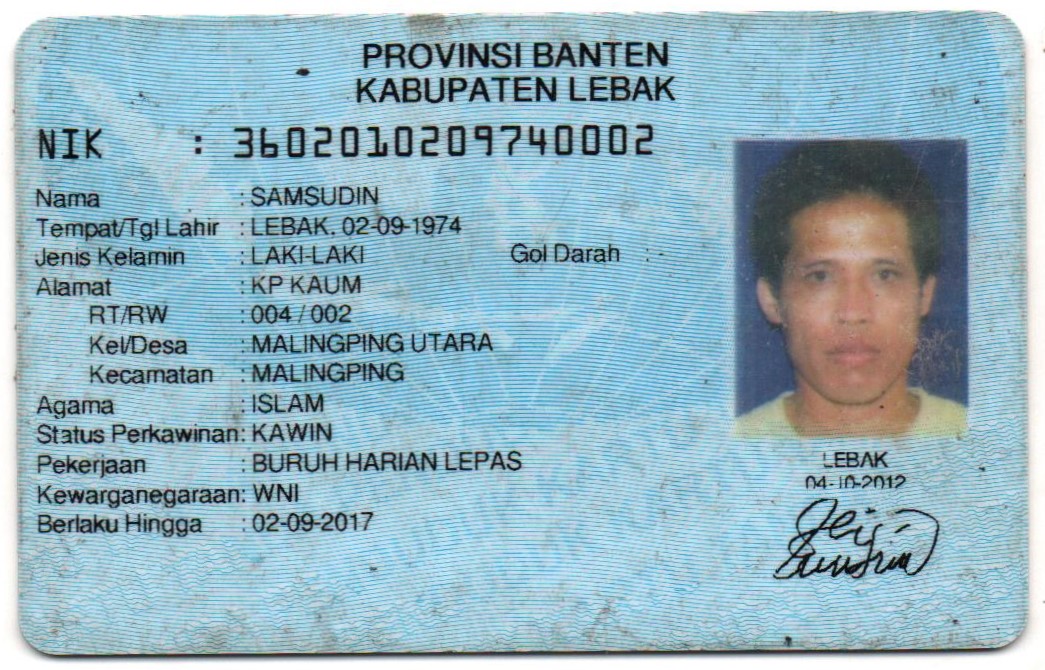 PROVINSI BANTEN
KABUPATEN LEBAK
NIK : 3602010209740002
Nama : SAMSUDIN
Tempat/Tgl Lahir : LEBAK, 02-09-1974
Jenis Kelamin : LAKI-LAKI Gol Darah : -
Alamat : KP KAUM
RT/RW : 004 / 002
Kel/Desa : MALINGPING UTARA
Kecamatan : MALINGPING
Agama : ISLAM
Status Perkawinan: KAWIN
Pekerjaan : BURUH HARIAN LEPAS
Kewarganegaraan: WNI
Berlaku Hingga : 02-09-2017
LEBAK
04-10-2012